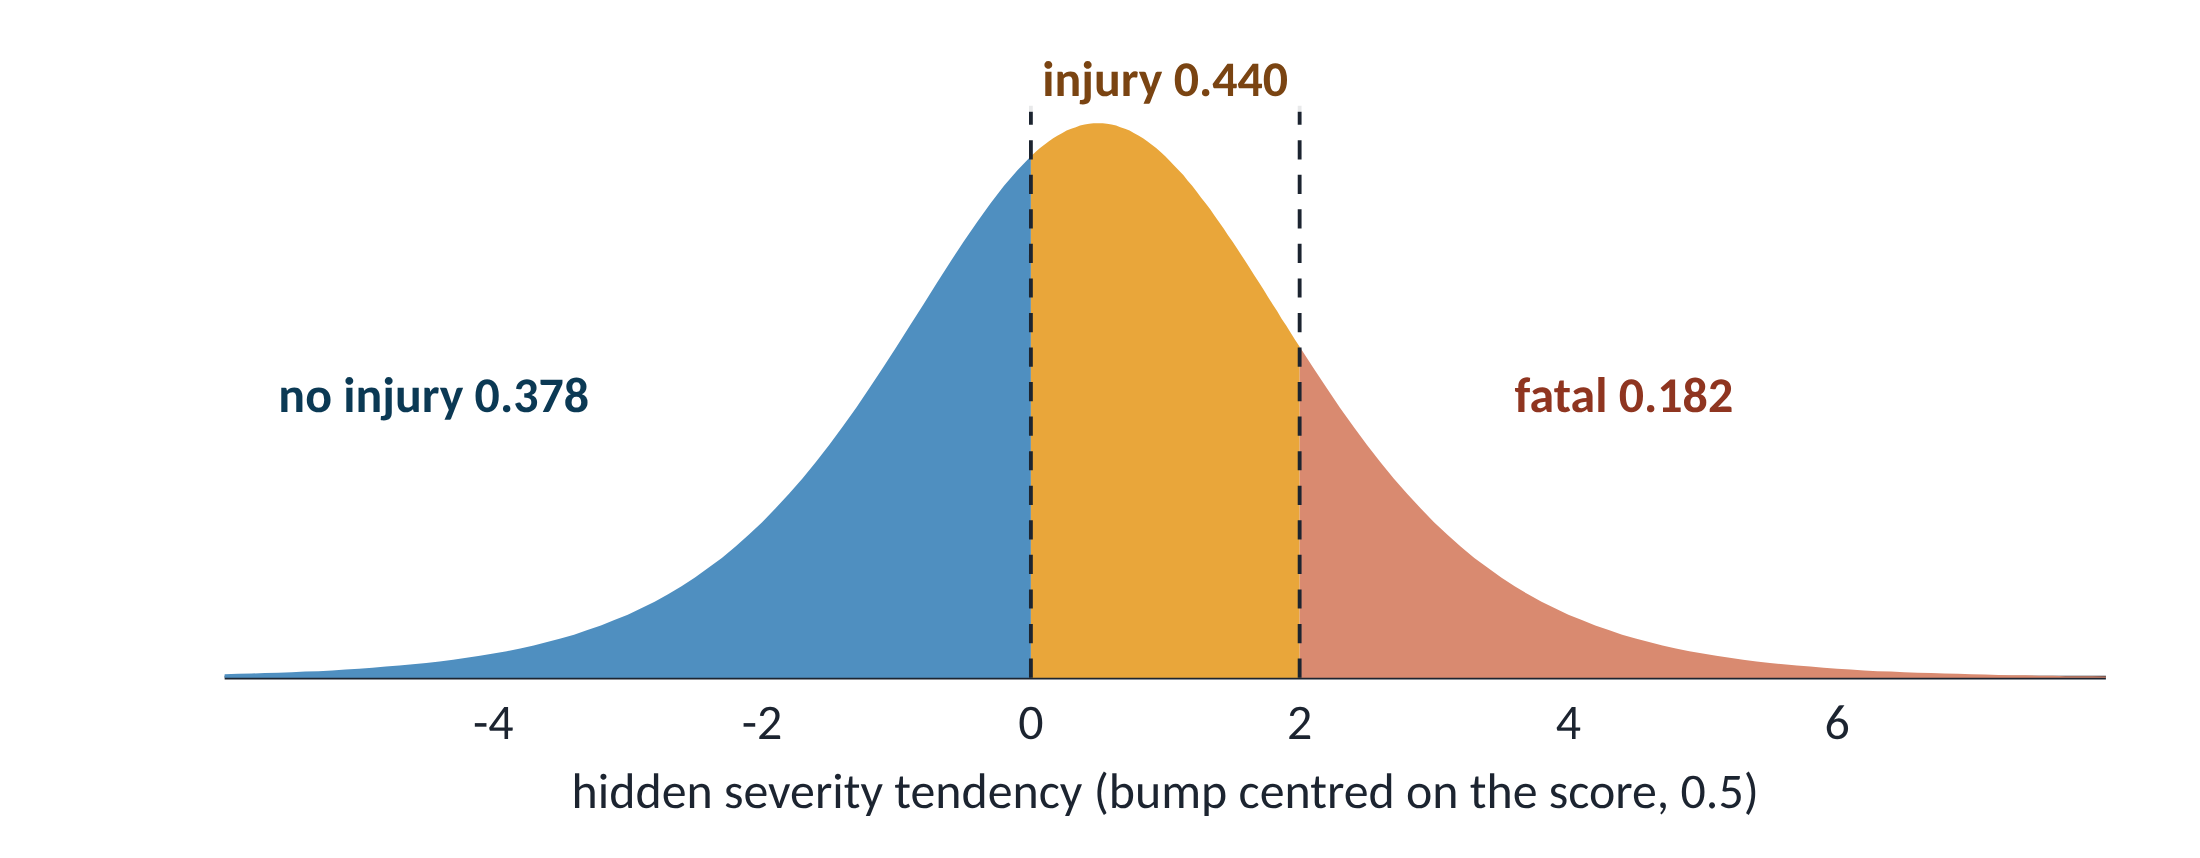 injury 0.440
no injury 0.378
fatal 0.182
-4 -2 0 2 4 6
hidden severity tendency (bump centred on the score, 0.5)